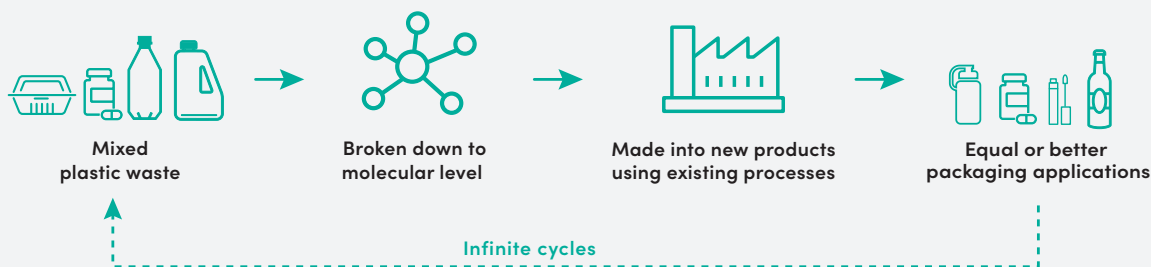 Mixed
plastic waste
Broken down to
molecular level
Made into new products
using existing processes
Equal or better
packaging applications
Infinite cycles